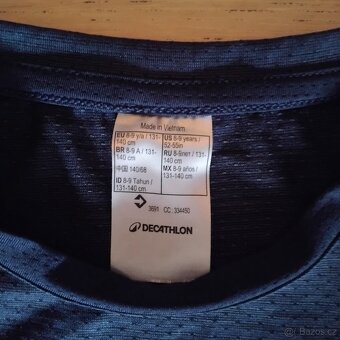 Made in Vietnam
EU 8-9 y/a / 131-
140 cm
BR 8-9 A / 131-
140 cm
中国 140/68
ID 8-9 Tahun /
131-140 cm
US 8-9 years /
52-55in
RU 8-9лет / 131-
140 cm
MX 8-9 años /
131-140 cm
3691 CC: 334450
DECATHLON
Bazos.cz